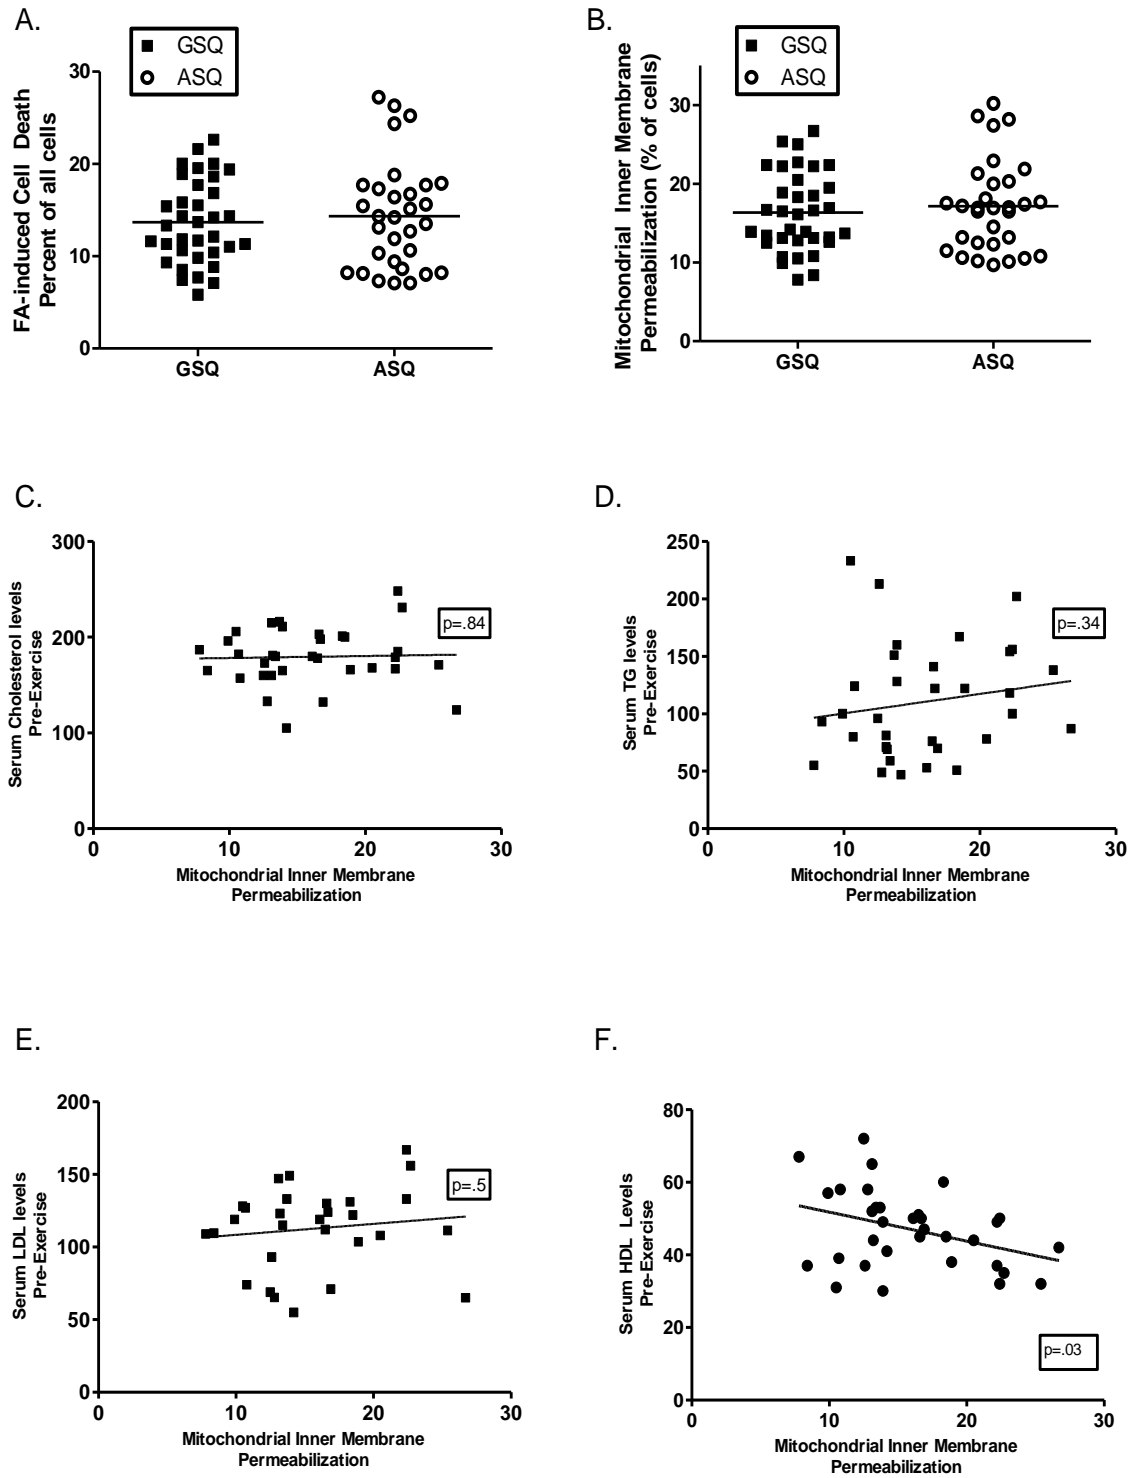 A.
GSQ
ASQ
FA-induced Cell Death
Percent of all cells
30
20
10
0
GSQ
ASQ
B.
GSQ
ASQ
Mitochondrial Inner Membrane
Permeabilization (% of cells)
30
20
10
0
GSQ
ASQ
C.
Serum Cholesterol levels
Pre-Exercise
300
200
100
0
p=.84
0
10
20
30
Mitochondrial Inner Membrane
Permeabilization
D.
Serum TG levels
Pre-Exercise
250
200
150
100
50
0
p=.34
0
10
20
30
Mitochondrial Inner Membrane
Permeabilization
E.
Serum LDL levels
Pre-Exercise
200
150
100
50
0
p=.5
0
10
20
30
Mitochondrial Inner Membrane
Permeabilization
F.
Serum HDL Levels
Pre-Exercise
80
60
40
20
0
p=.03
0
10
20
30
Mitochondrial Inner Membrane
Permeabilization